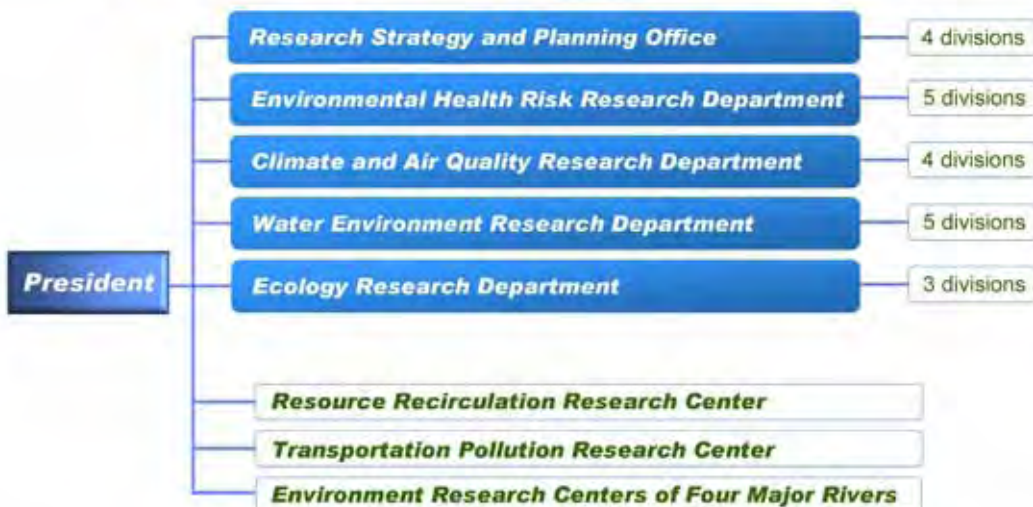 Research Strategy and Planning Office 4 divisions
Environmental Health Risk Research Department 5 divisions
Climate and Air Quality Research Department 4 divisions
Water Environment Research Department 5 divisions
President
Ecology Research Department 3 divisions
Resource Recirculation Research Center
Transportation Pollution Research Center
Environment Research Centers of Four Major Rivers